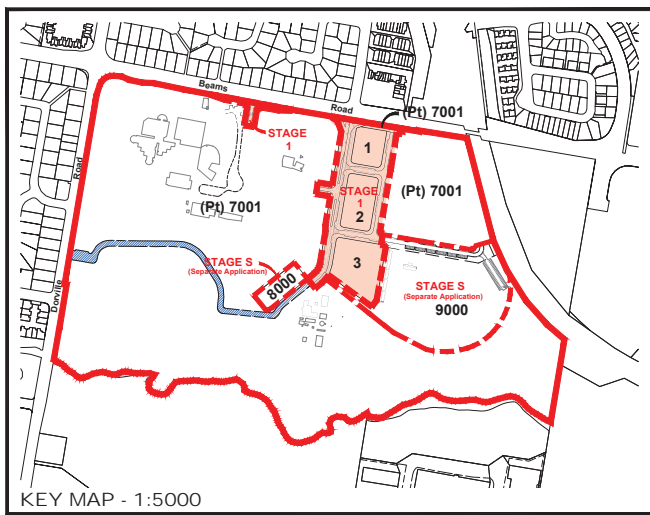 Beams
Road
(Pt) 7001
STAGE
1
1
Road
(Pt) 7001
STAGE
1
2
(Pt) 7001
STAGE S
(Separate Application)
8000
3
STAGE S
(Separate Application)
9000
Dorville
KEY MAP - 1:5000